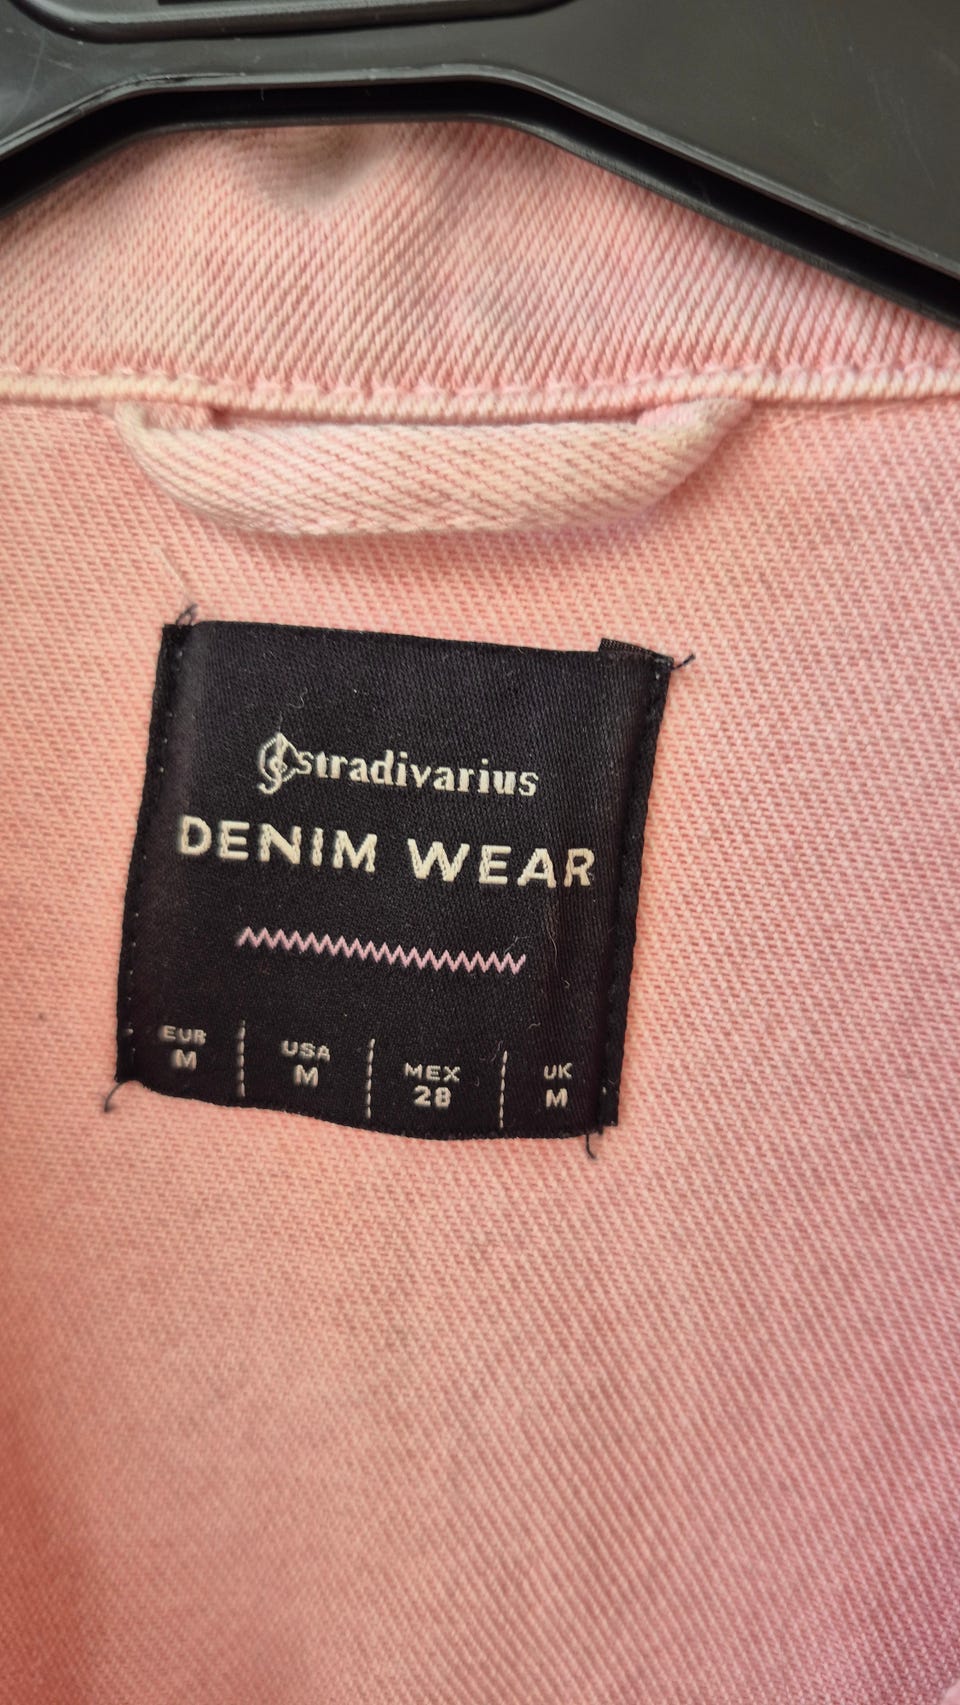 stradivarius
DENIM WEAR
EUR USA MEX UK
M M 28 M